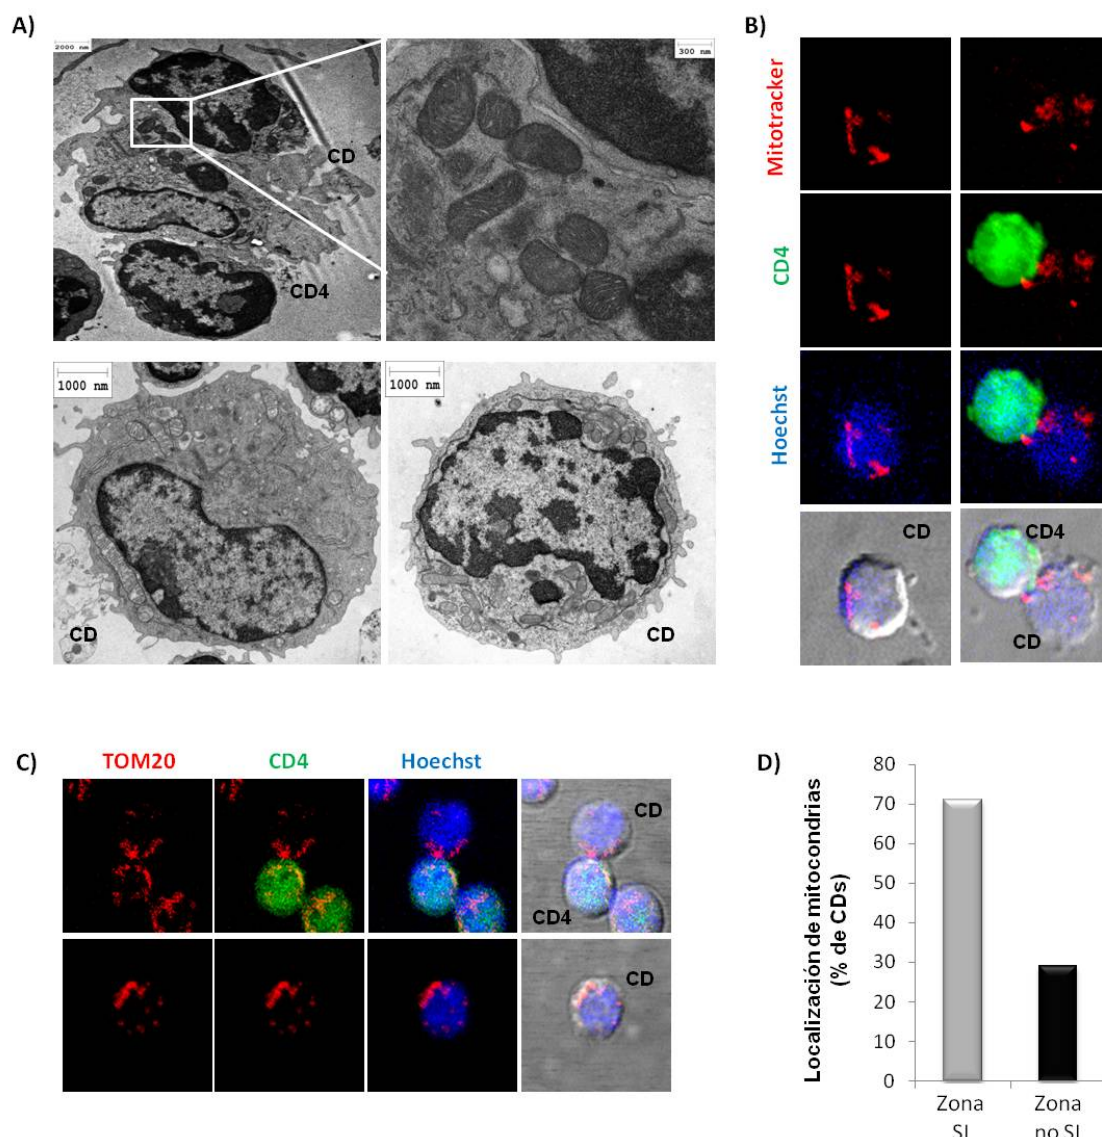 A)
2000 nm
CD
CD4
300 nm
1000 nm
CD
1000 nm
CD
B)
Mitotracker
CD4
Hoechst
CD
CD4
CD
C)
TOM20
CD4
Hoechst
CD
CD4
CD
D)
Localización de mitocondrias
(% de CDs)
80
70
60
50
40
30
20
10
0
Zona
SI
Zona
no SI